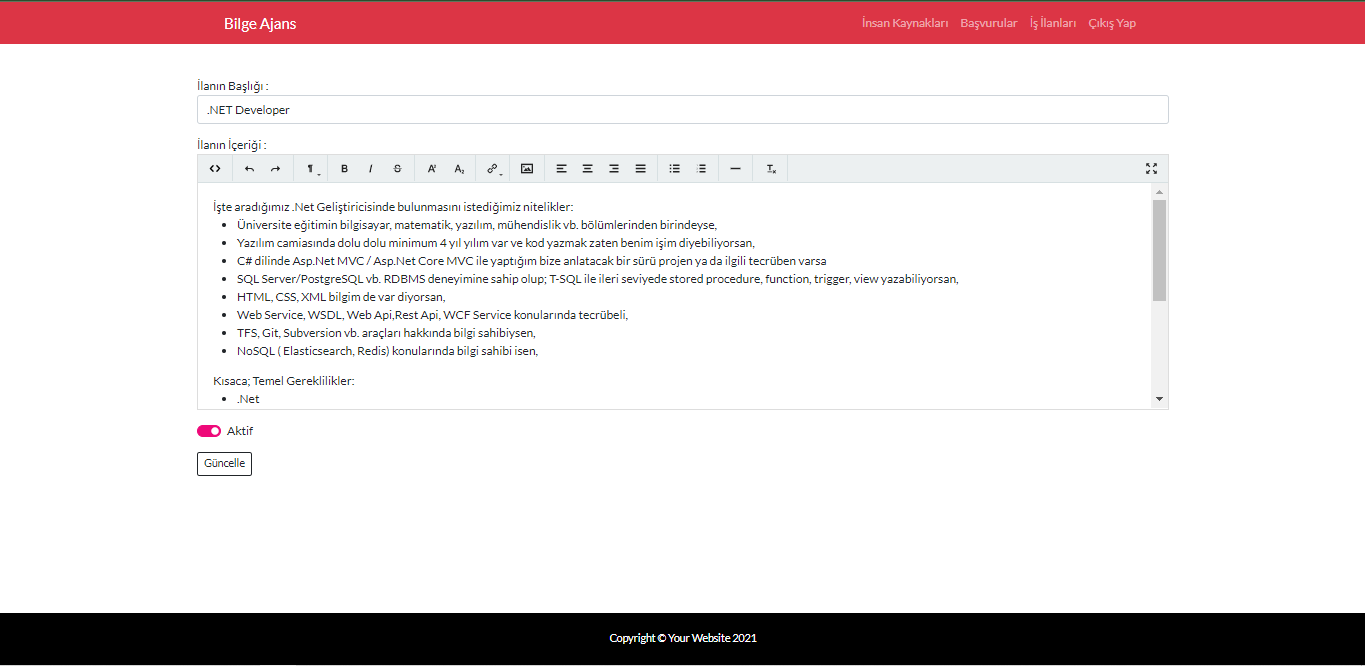 Bilge Ajans
İnsan Kaynakları Başvurular İş İlanları Çıkış Yap
İlanın Başlığı :
.NET Developer
İlanın İçeriği :
İşte aradığımız .Net Geliştiricisinde bulunmasını istediğimiz nitelikler:
• Üniversite eğitimin bilgisayar, matematik, yazılım, mühendislik vb. bölümlerinden birindeyse,
• Yazılım camiasında dolu dolu minimum 4 yıl yılım var ve kod yazmak zaten benim işim diyebiliyorsan,
• C# dilinde Asp.Net MVC / Asp.Net Core MVC ile yaptığım bize anlatacak bir sürü projen ya da ilgili tecrüben varsa
• SQL Server/PostgreSQL vb. RDBMS deneyimine sahip olup; T-SQL ile ileri seviyede stored procedure, function, trigger, view yazabiliyorsan,
• HTML, CSS, XML bilgim de var diyorsan,
• Web Service, WSDL, Web Api,Rest Api, WCF Service konularında tecrübeli,
• TFS, Git, Subversion vb. araçları hakkında bilgi sahibiysen,
• NoSQL ( Elasticsearch, Redis) konularında bilgi sahibi isen,
Kısaca; Temel Gereklilikler:
• .Net
Aktif
Güncelle
Copyright © Your Website 2021